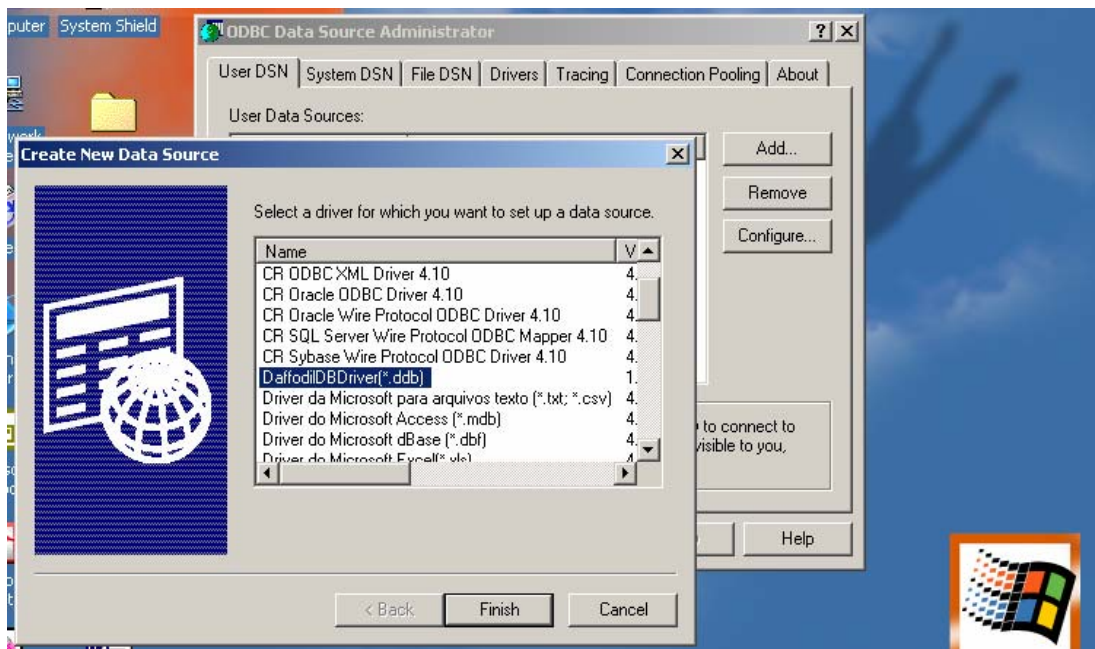 puter System Shield
ODBC Data Source Administrator
User DSN System DSN File DSN Drivers Tracing Connection Pooling About
User Data Sources:
Add...
Remove
Configure...
to connect to
visible to you,
Help
Create New Data Source
Select a driver for which you want to set up a data source.
Name V
CR ODBC XML Driver 4.10 4.
CR Oracle ODBC Driver 4.10 4.
CR Oracle Wire Protocol ODBC Driver 4.10 4.
CR SQL Server Wire Protocol ODBC Mapper 4.10 4.
CR Sybase Wire Protocol ODBC Driver 4.10 4.
DaffodilDBDriver(*.ddb) 1.
Driver da Microsoft para arquivos texto (*.txt; *.csv) 4.
Driver do Microsoft Access (*.mdb) 4.
Driver do Microsoft dBase (*.dbf) 4.
Driver do Microsoft Excel(*.xls) 4.
< Back Finish Cancel